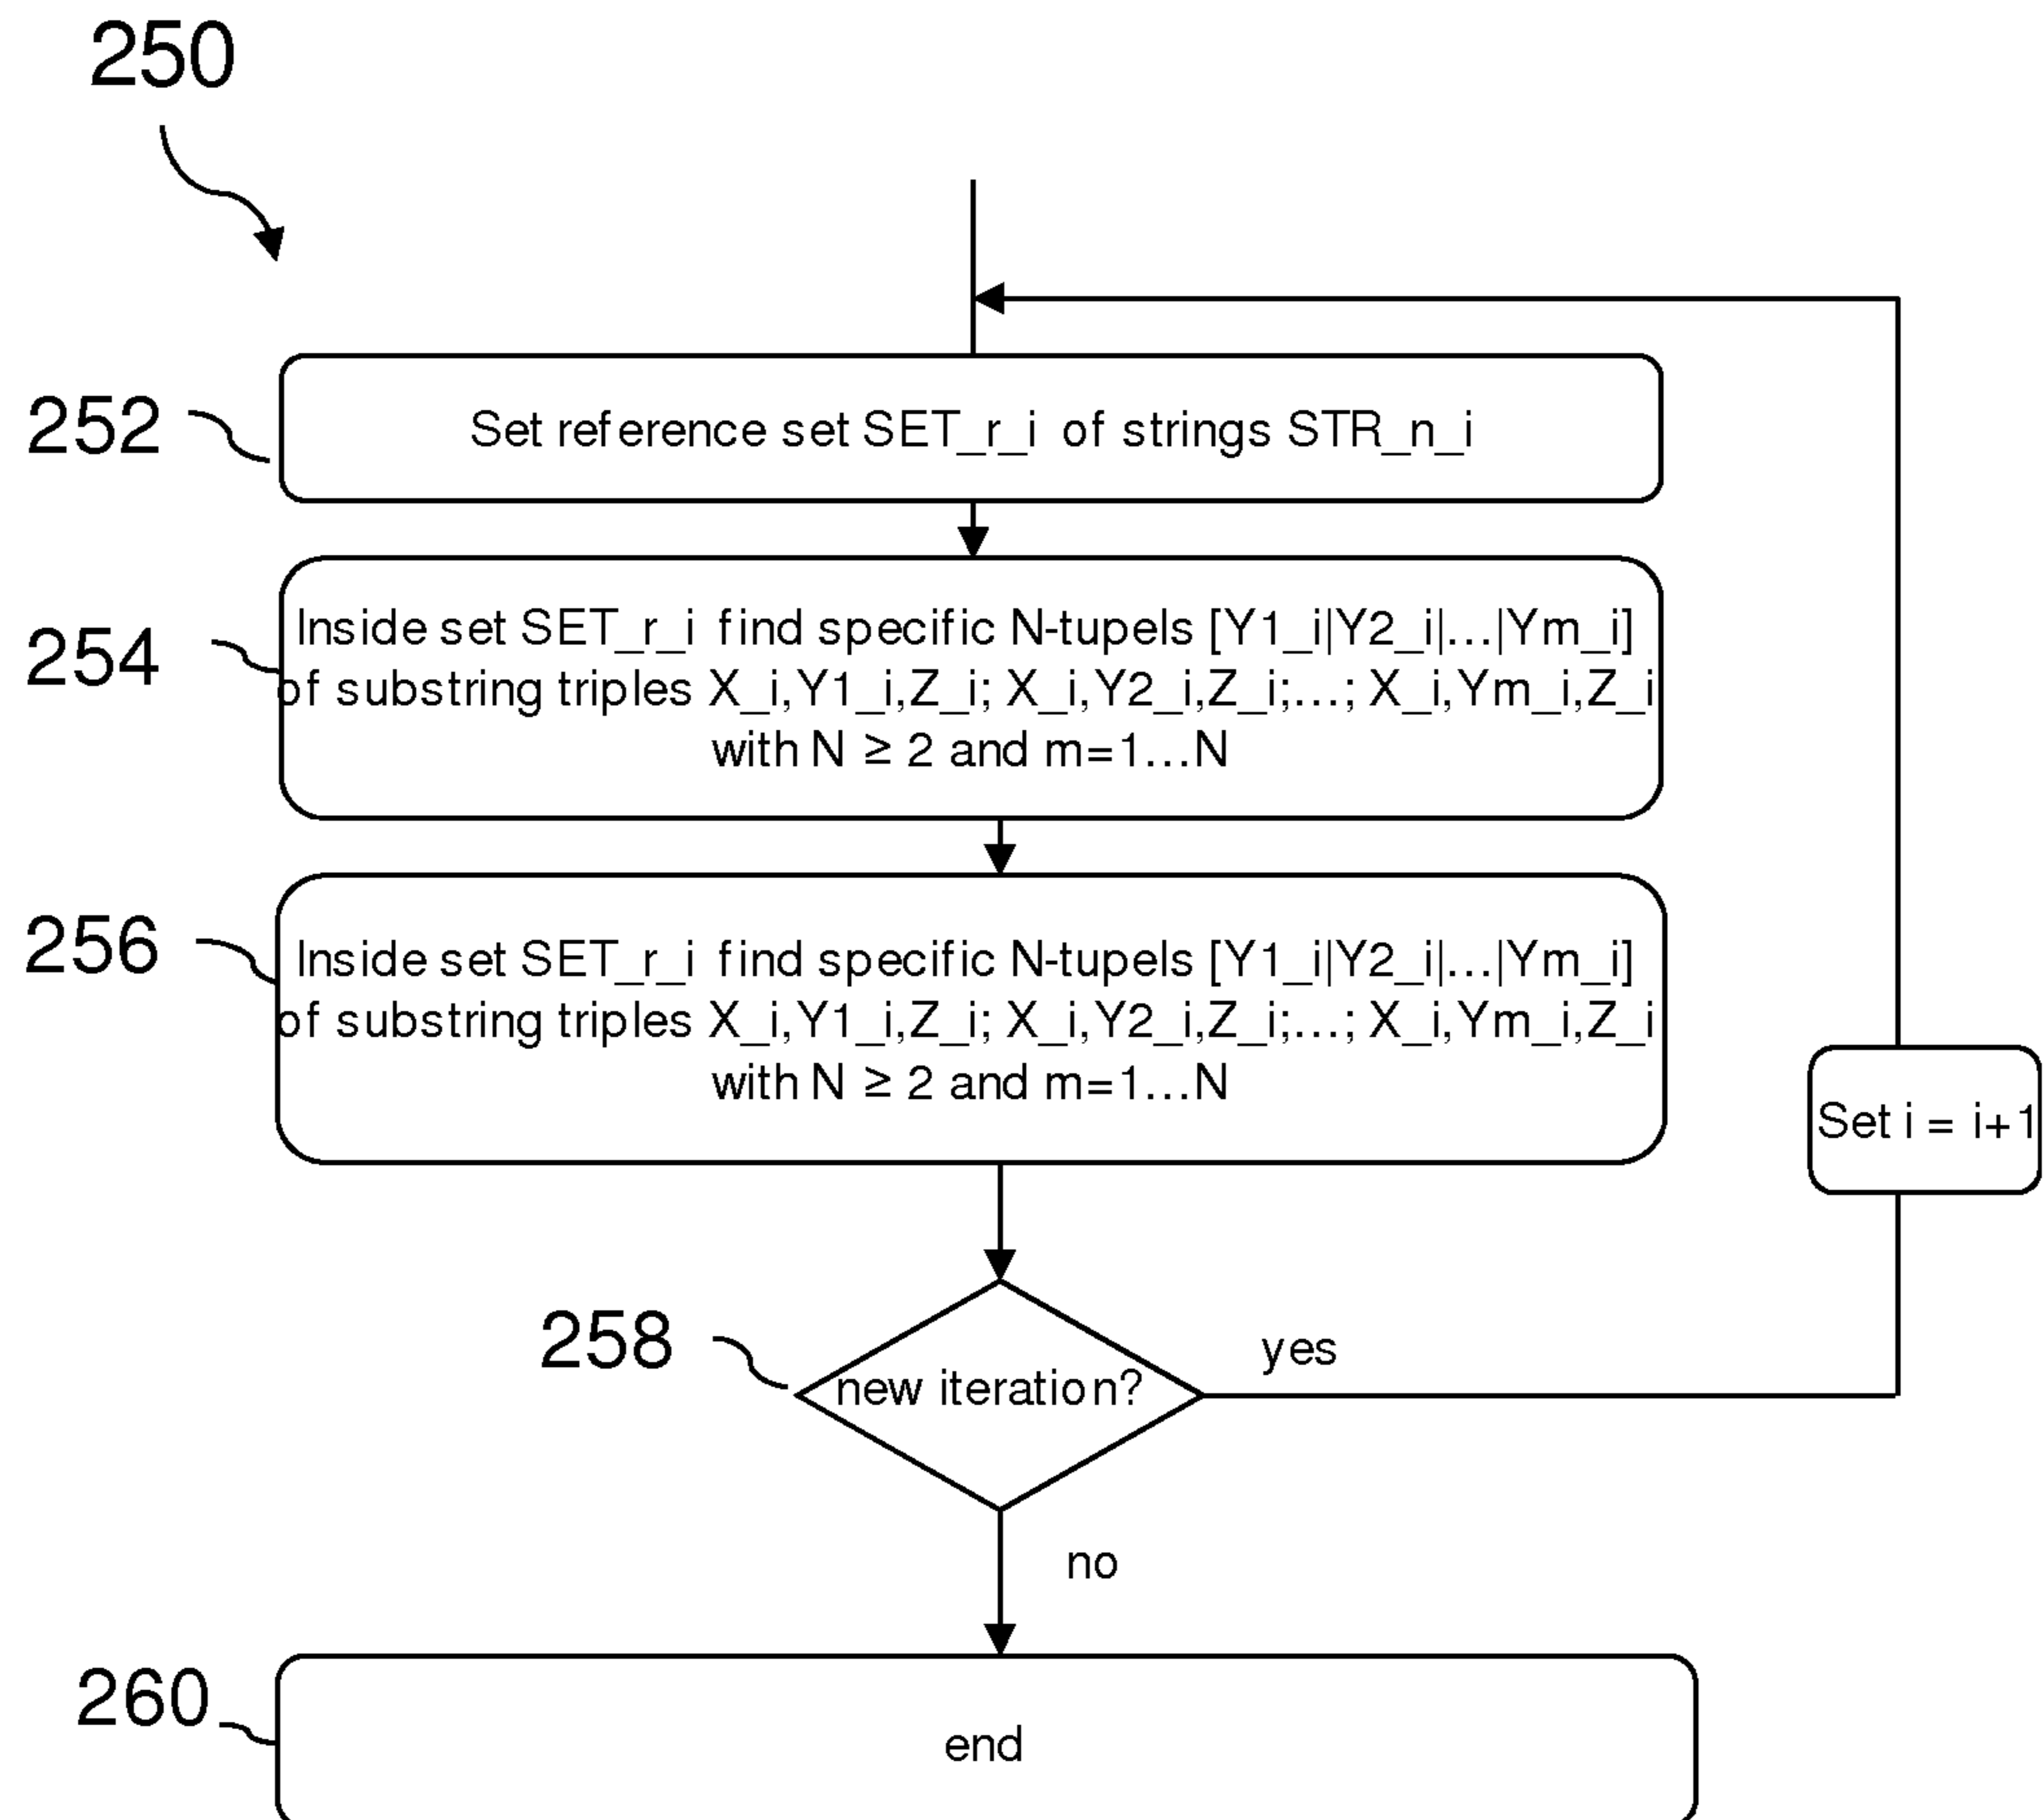 250
252
Set reference set SET_r_i of strings STR_n_i
254
Inside set SET_r_i find specific N-tupels [Y1_i|Y2_i|...|Ym_i]
of substring triples X_i,Y1_i,Z_i; X_i,Y2_i,Z_i;...; X_i,Ym_i,Z_i
with N ≥ 2 and m=1...N
256
Inside set SET_r_i find specific N-tupels [Y1_i|Y2_i|...|Ym_i]
of substring triples X_i,Y1_i,Z_i; X_i,Y2_i,Z_i;...; X_i,Ym_i,Z_i
with N ≥ 2 and m=1...N
Set i = i+1
258
new iteration?
yes
no
260
end